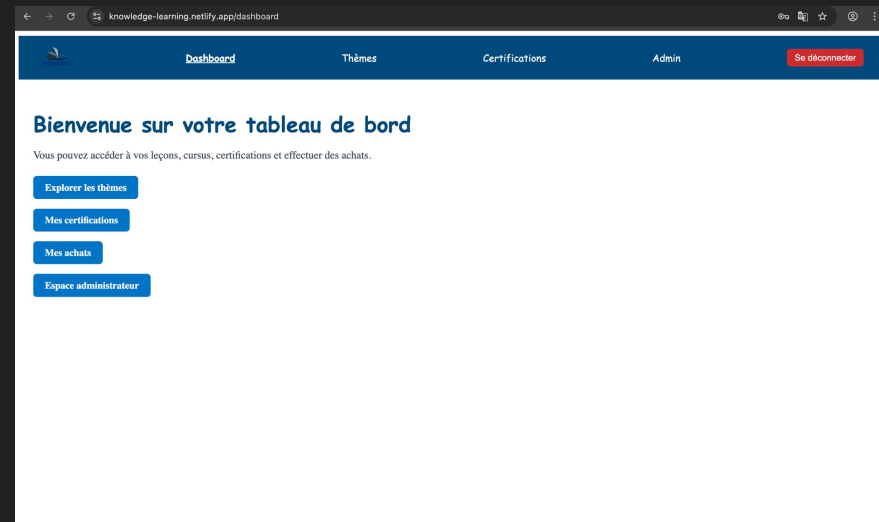 knowledge-learning.netlify.app/dashboard
Dashboard Thèmes Certifications Admin Se déconnecter
Bienvenue sur votre tableau de bord
Vous pouvez accéder à vos leçons, cursus, certifications et effectuer des achats.
Explorer les thèmes
Mes certifications
Mes achats
Espace administrateur